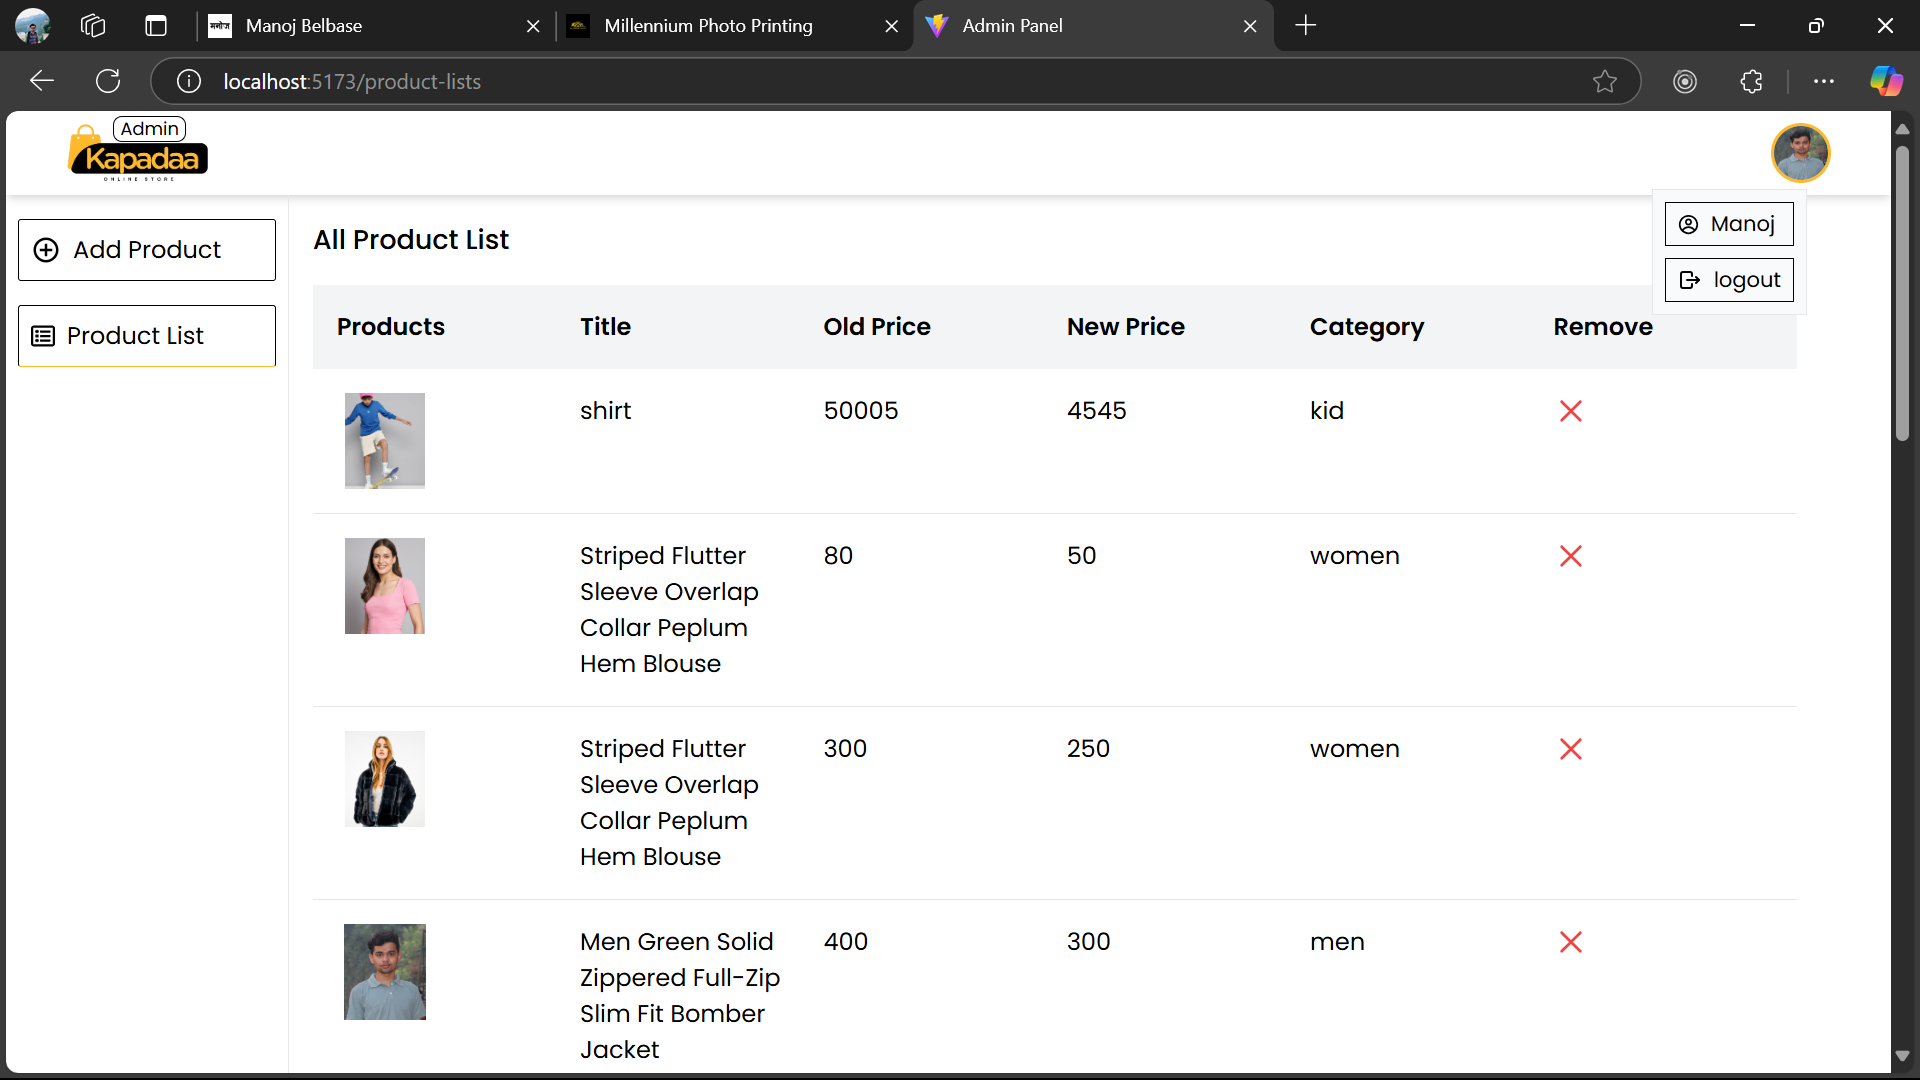 मनोज Manoj Belbase
Millennium Photo Printing
Admin Panel
localhost:5173/product-lists
Admin
Kapadaa
ONLINE STORE
Manoj
logout
Add Product
Product List
All Product List
Products Title Old Price New Price Category Remove
shirt 50005 4545 kid
Striped Flutter 80 50 women
Sleeve Overlap
Collar Peplum
Hem Blouse
Striped Flutter 300 250 women
Sleeve Overlap
Collar Peplum
Hem Blouse
Men Green Solid 400 300 men
Zippered Full-Zip
Slim Fit Bomber
Jacket